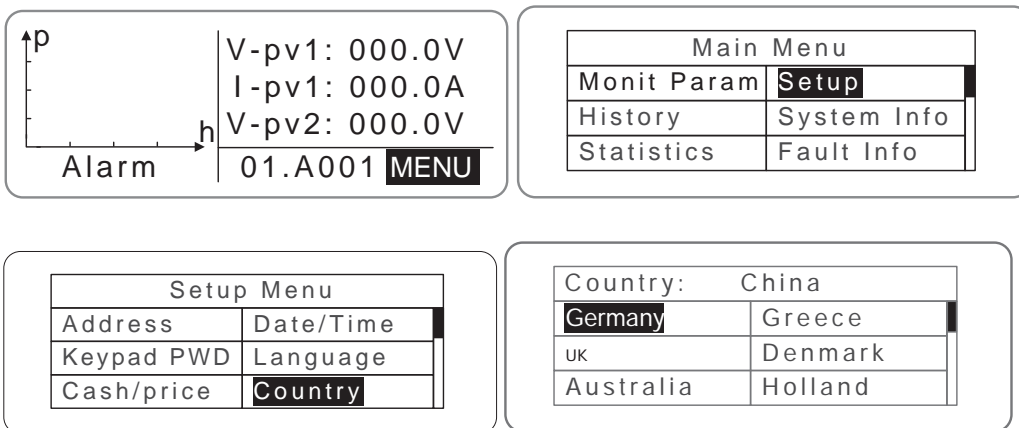 p
V-pv1: 000.0V
I-pv1: 000.0A
V-pv2: 000.0V
h
Alarm 01.A001 MENU
Main Menu
Monit Param Setup
History System Info
Statistics Fault Info
Setup Menu
Address Date/Time
Keypad PWD Language
Cash/price Country
Country: China
Germany Greece
UK Denmark
Australia Holland